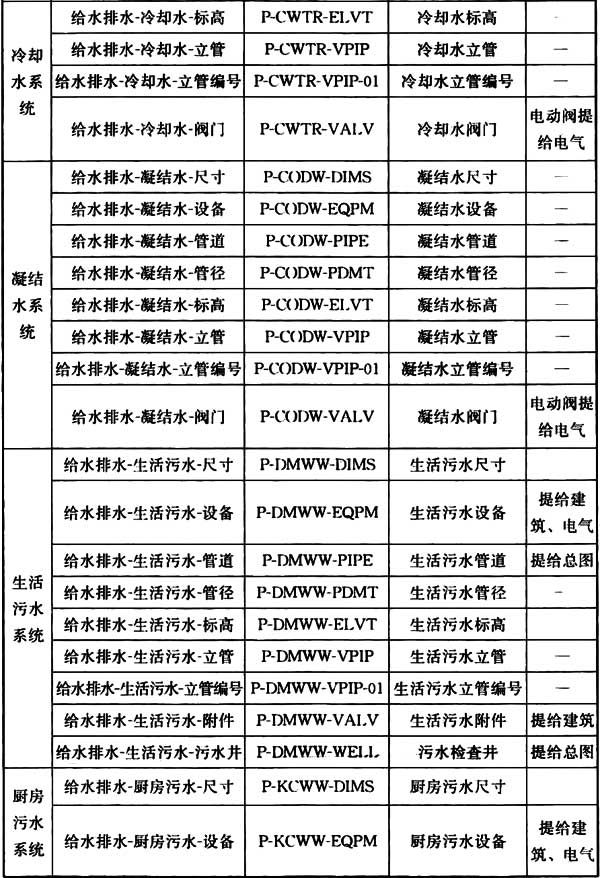 冷却水系统
给水排水-冷却水-标高 P-CWTR-ELVT 冷却水标高 -
给水排水-冷却水-立管 P-CWTR-VPIP 冷却水立管 —
给水排水-冷却水-立管编号 P-CWTR-VPIP-01 冷却水立管编号 —
给水排水-冷却水-阀门 P-CWTR-VALV 冷却水阀门 电动阀提给电气
凝结水系统
给水排水-凝结水-尺寸 P-CODW-DIMS 凝结水尺寸 —
给水排水-凝结水-设备 P-CODW-EQPM 凝结水设备 —
给水排水-凝结水-管道 P-CODW-PIPE 凝结水管道 —
给水排水-凝结水-管径 P-CODW-PDMT 凝结水管径 —
给水排水-凝结水-标高 P-CODW-ELVT 凝结水标高 —
给水排水-凝结水-立管 P-CODW-VPIP 凝结水立管 —
给水排水-凝结水-立管编号 P-CODW-VPIP-01 凝结水立管编号 —
给水排水-凝结水-阀门 P-CODW-VALV 凝结水阀门 电动阀提给电气
生活污水系统
给水排水-生活污水-尺寸 P-DMWW-DIMS 生活污水尺寸
给水排水-生活污水-设备 P-DMWW-EQPM 生活污水设备 提给建筑、电气
给水排水-生活污水-管道 P-DMWW-PIPE 生活污水管道 提给总图
给水排水-生活污水-管径 P-DMWW-PDMT 生活污水管径 -
给水排水-生活污水-标高 P-DMWW-ELVT 生活污水标高
给水排水-生活污水-立管 P-DMWW-VPIP 生活污水立管 —
给水排水-生活污水-立管编号 P-DMWW-VPIP-01 生活污水立管编号 —
给水排水-生活污水-附件 P-DMWW-VALV 生活污水附件 提给建筑
给水排水-生活污水-污水井 P-DMWW-WELL 污水检查井 提给总图
厨房污水系统
给水排水-厨房污水-尺寸 P-KCWW-DIMS 厨房污水尺寸
给水排水-厨房污水-设备 P-KCWW-EQPM 厨房污水设备 提给建筑、电气